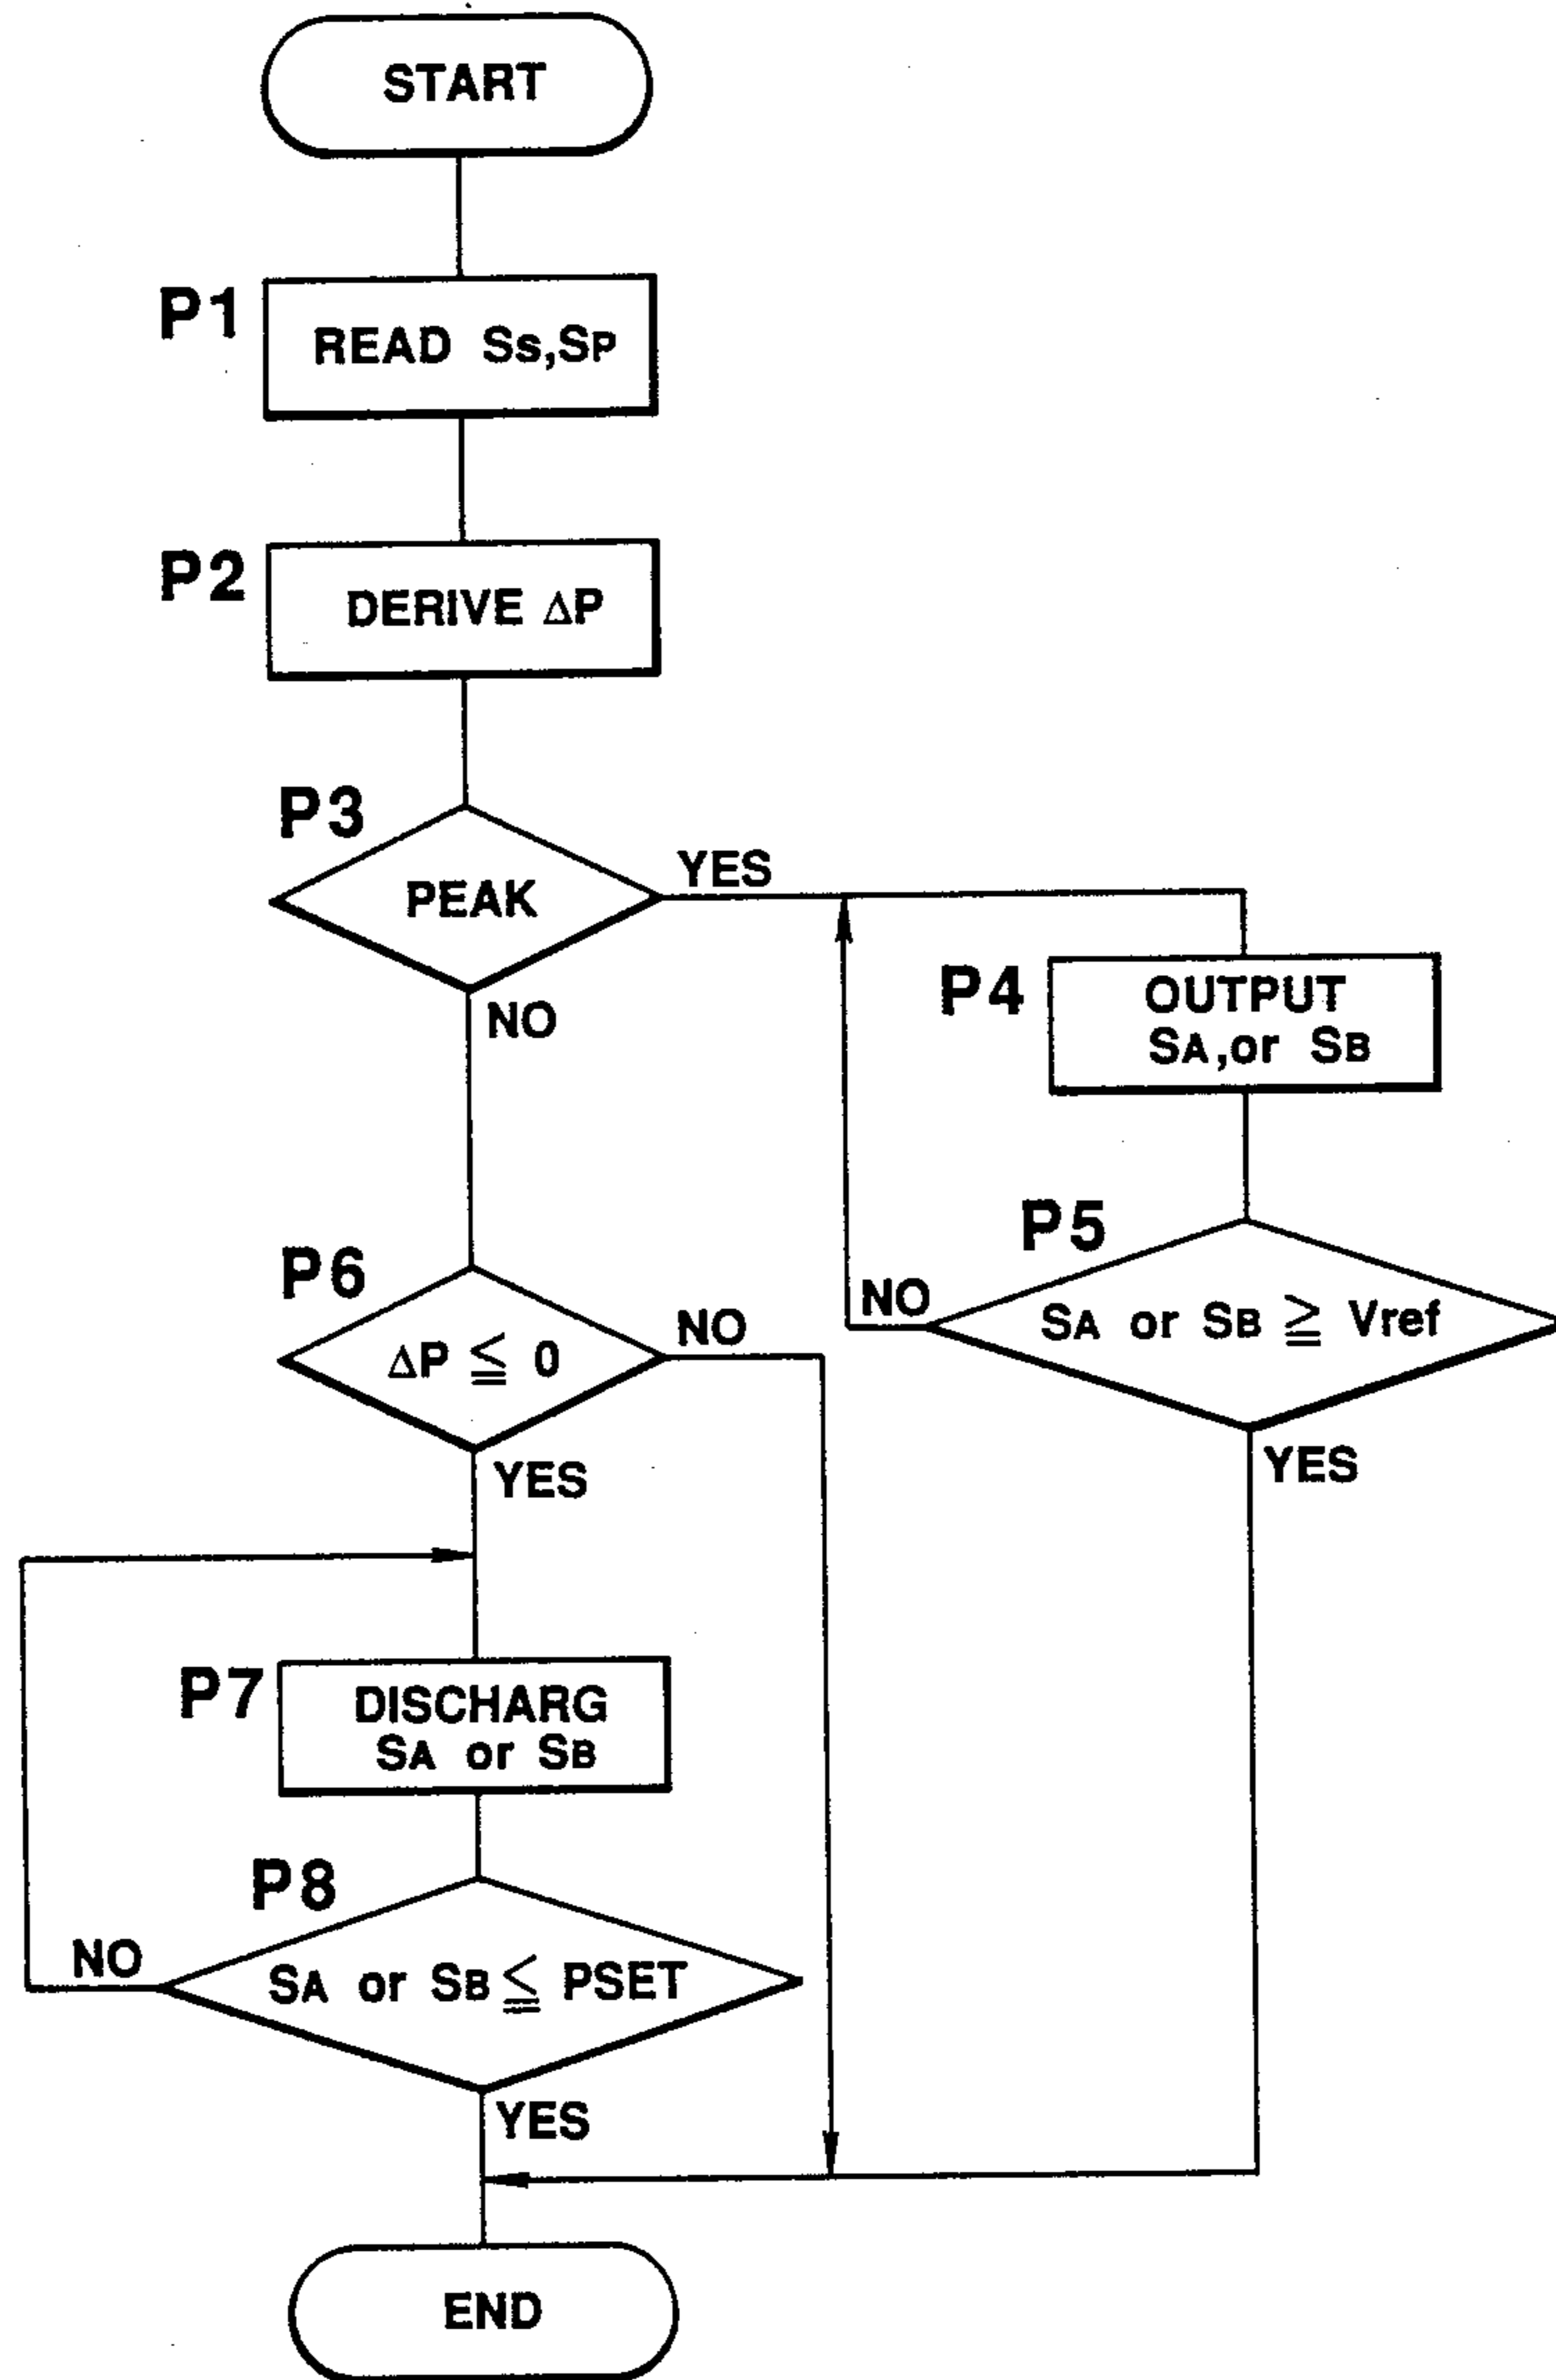 START
P1
READ Ss,SP
P2
DERIVE ΔP
P3
PEAK
YES
NO
P4
OUTPUT
SA,or SB
P5
SA or SB ≧ Vref
NO
YES
P6
ΔP ≦ 0
NO
YES
P7
DISCHARG
SA or SB
P8
SA or SB ≦ PSET
NO
YES
END